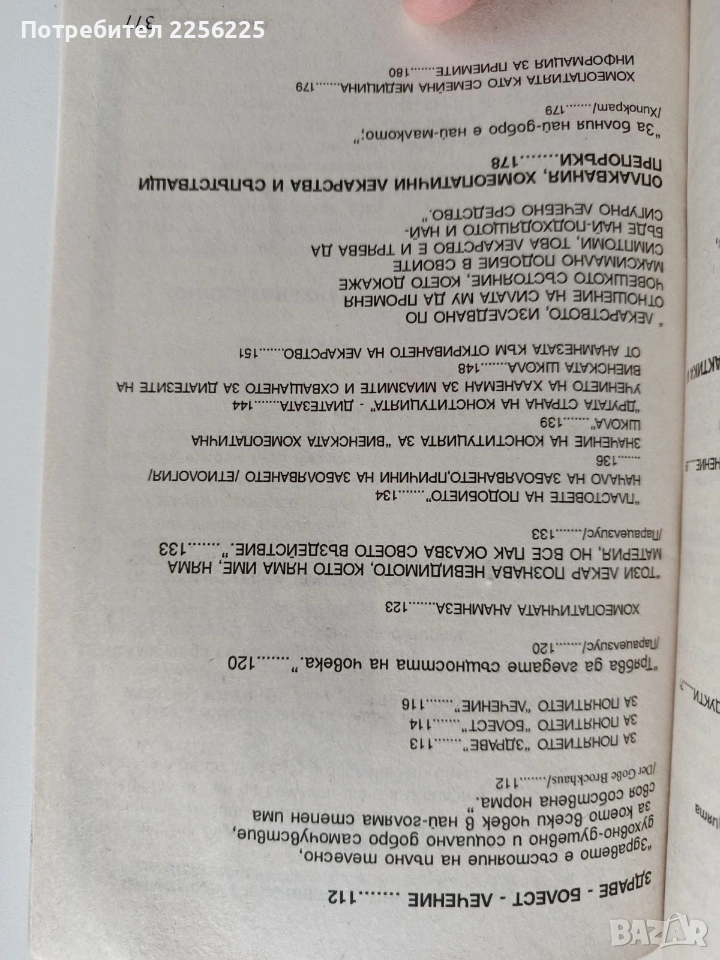 Потребител 2256225
ЗДРАВЕ - БОЛЕСТ - ЛЕЧЕНИЕ .......112
"Здравето е състояние на пълно телесно,
духовно-душевно и социално добро самочувствие,
за което всеки човек в най-голяма степен има
своя собствена норма."
/Der Goße Brockhaus/.......112
ЗА ПОНЯТИЕТО "ЗДРАВЕ".......113
ЗА ПОНЯТИЕТО "БОЛЕСТ".......114
ЗА ПОНЯТИЕТО "ЛЕЧЕНИЕ".......116
"Трябва да гледате същността на човека.".......120
/Парацелзиус/.......120
ХОМЕОПАТИЧНАТА АНАМНЕЗА.......123
"ТОЗИ ЛЕКАР ПОЗНАВА НЕВИДИМОТО, КОЕТО НЯМА ИМЕ, НЯМА
МАТЕРИЯ, НО ВСЕ ПАК ОКАЗВА СВОЕТО ВЪЗДЕЙСТВИЕ.".......133
/Парацелзиус/.......133
"ПЛАСТОВЕТЕ НА ПОДОБИЕТО".......134
НАЧАЛО НА ЗАБОЛЯВАНЕТО,ПРИЧИНИ НА ЗАБОЛЯВАНЕТО /ЕТИОЛОГИЯ/
......136
ЗНАЧЕНИЕ НА КОНСТИТУЦИЯТА ЗА "ВИЕНСКАТА ХОМЕОПАТИЧНА
ШКОЛА".......139
"ДРУГАТА СТРАНА НА КОНСТИТУЦИЯТА" - ДИАТЕЗАТА.......144
УЧЕНИЕТО НА ХАНЕМАН ЗА МИАЗМИТЕ И СХВАЩАНЕТО ЗА ДИАТЕЗИТЕ НА
ВИЕНСКАТА ШКОЛА.......148
ОТ АНАМНЕЗАТА КЪМ ОТКРИВАНЕТО НА ЛЕКАРСТВО.......151
"ЛЕКАРСТВОТО, ИЗСЛЕДВАНО ПО
ОТНОШЕНИЕ НА СИЛАТА МУ ДА ПРОМЕНЯ
ЧОВЕШКОТО СЪСТОЯНИЕ, КОЕТО ДОКАЖЕ
МАКСИМАЛНО ПОДОБИЕ В СВОИТЕ
СИМПТОМИ, ТОВА ЛЕКАРСТВО Е И ТРЯБВА ДА
БЪДЕ НАЙ-ПОДХОДЯЩОТО И НАЙ-
СИГУРНО ЛЕЧЕБНО СРЕДСТВО."
ОПЛАКВАНИЯ, ХОМЕОПАТИЧНИ ЛЕКАРСТВА И СЪПЪТСТВАЩИ
ПРЕПОРЪКИ.......178
"За болния най-добро е най-малкото;"
/Хипократ/.......179
ХОМЕОПАТИЯТА КАТО СЕМЕЙНА МЕДИЦИНА.......179
ИНФОРМАЦИЯ ЗА ПРИЕМИТЕ.......180
377
BAZAR